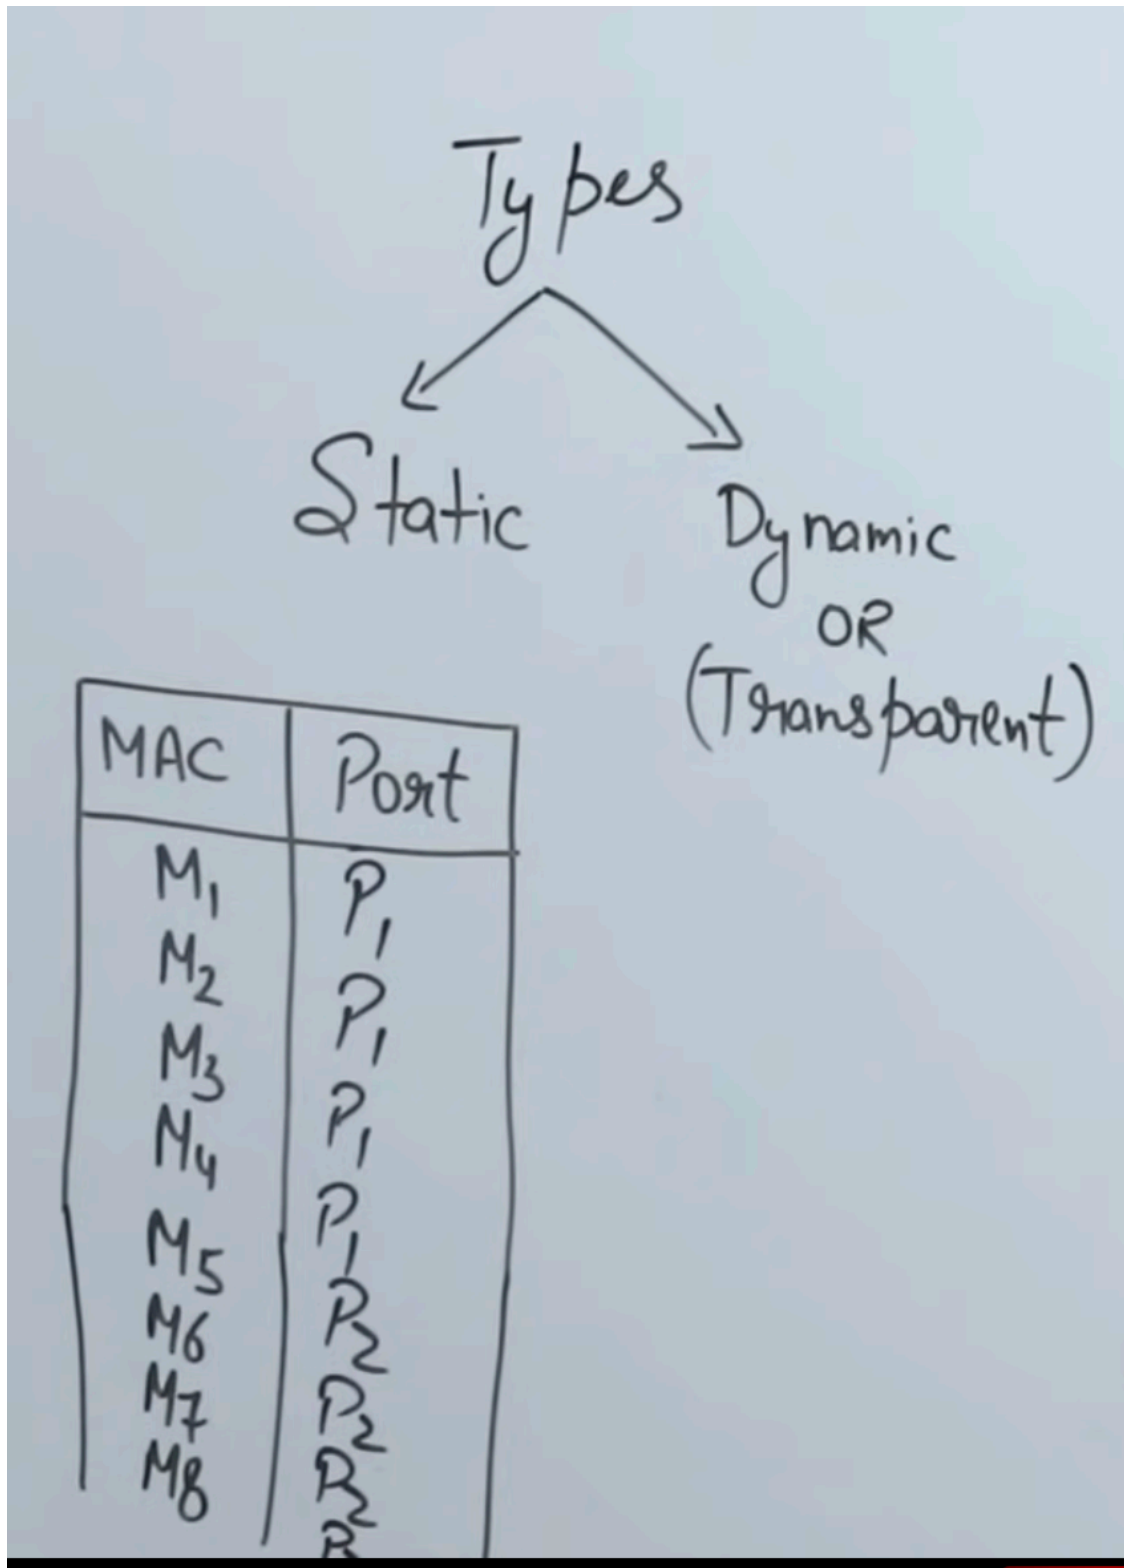 Types
Static
Dynamic
OR
(Transparent)
MAC Port
M1 P1
M2 P1
M3 P1
M4 P1
M5 P2
M6 P2
M7 P2
M8